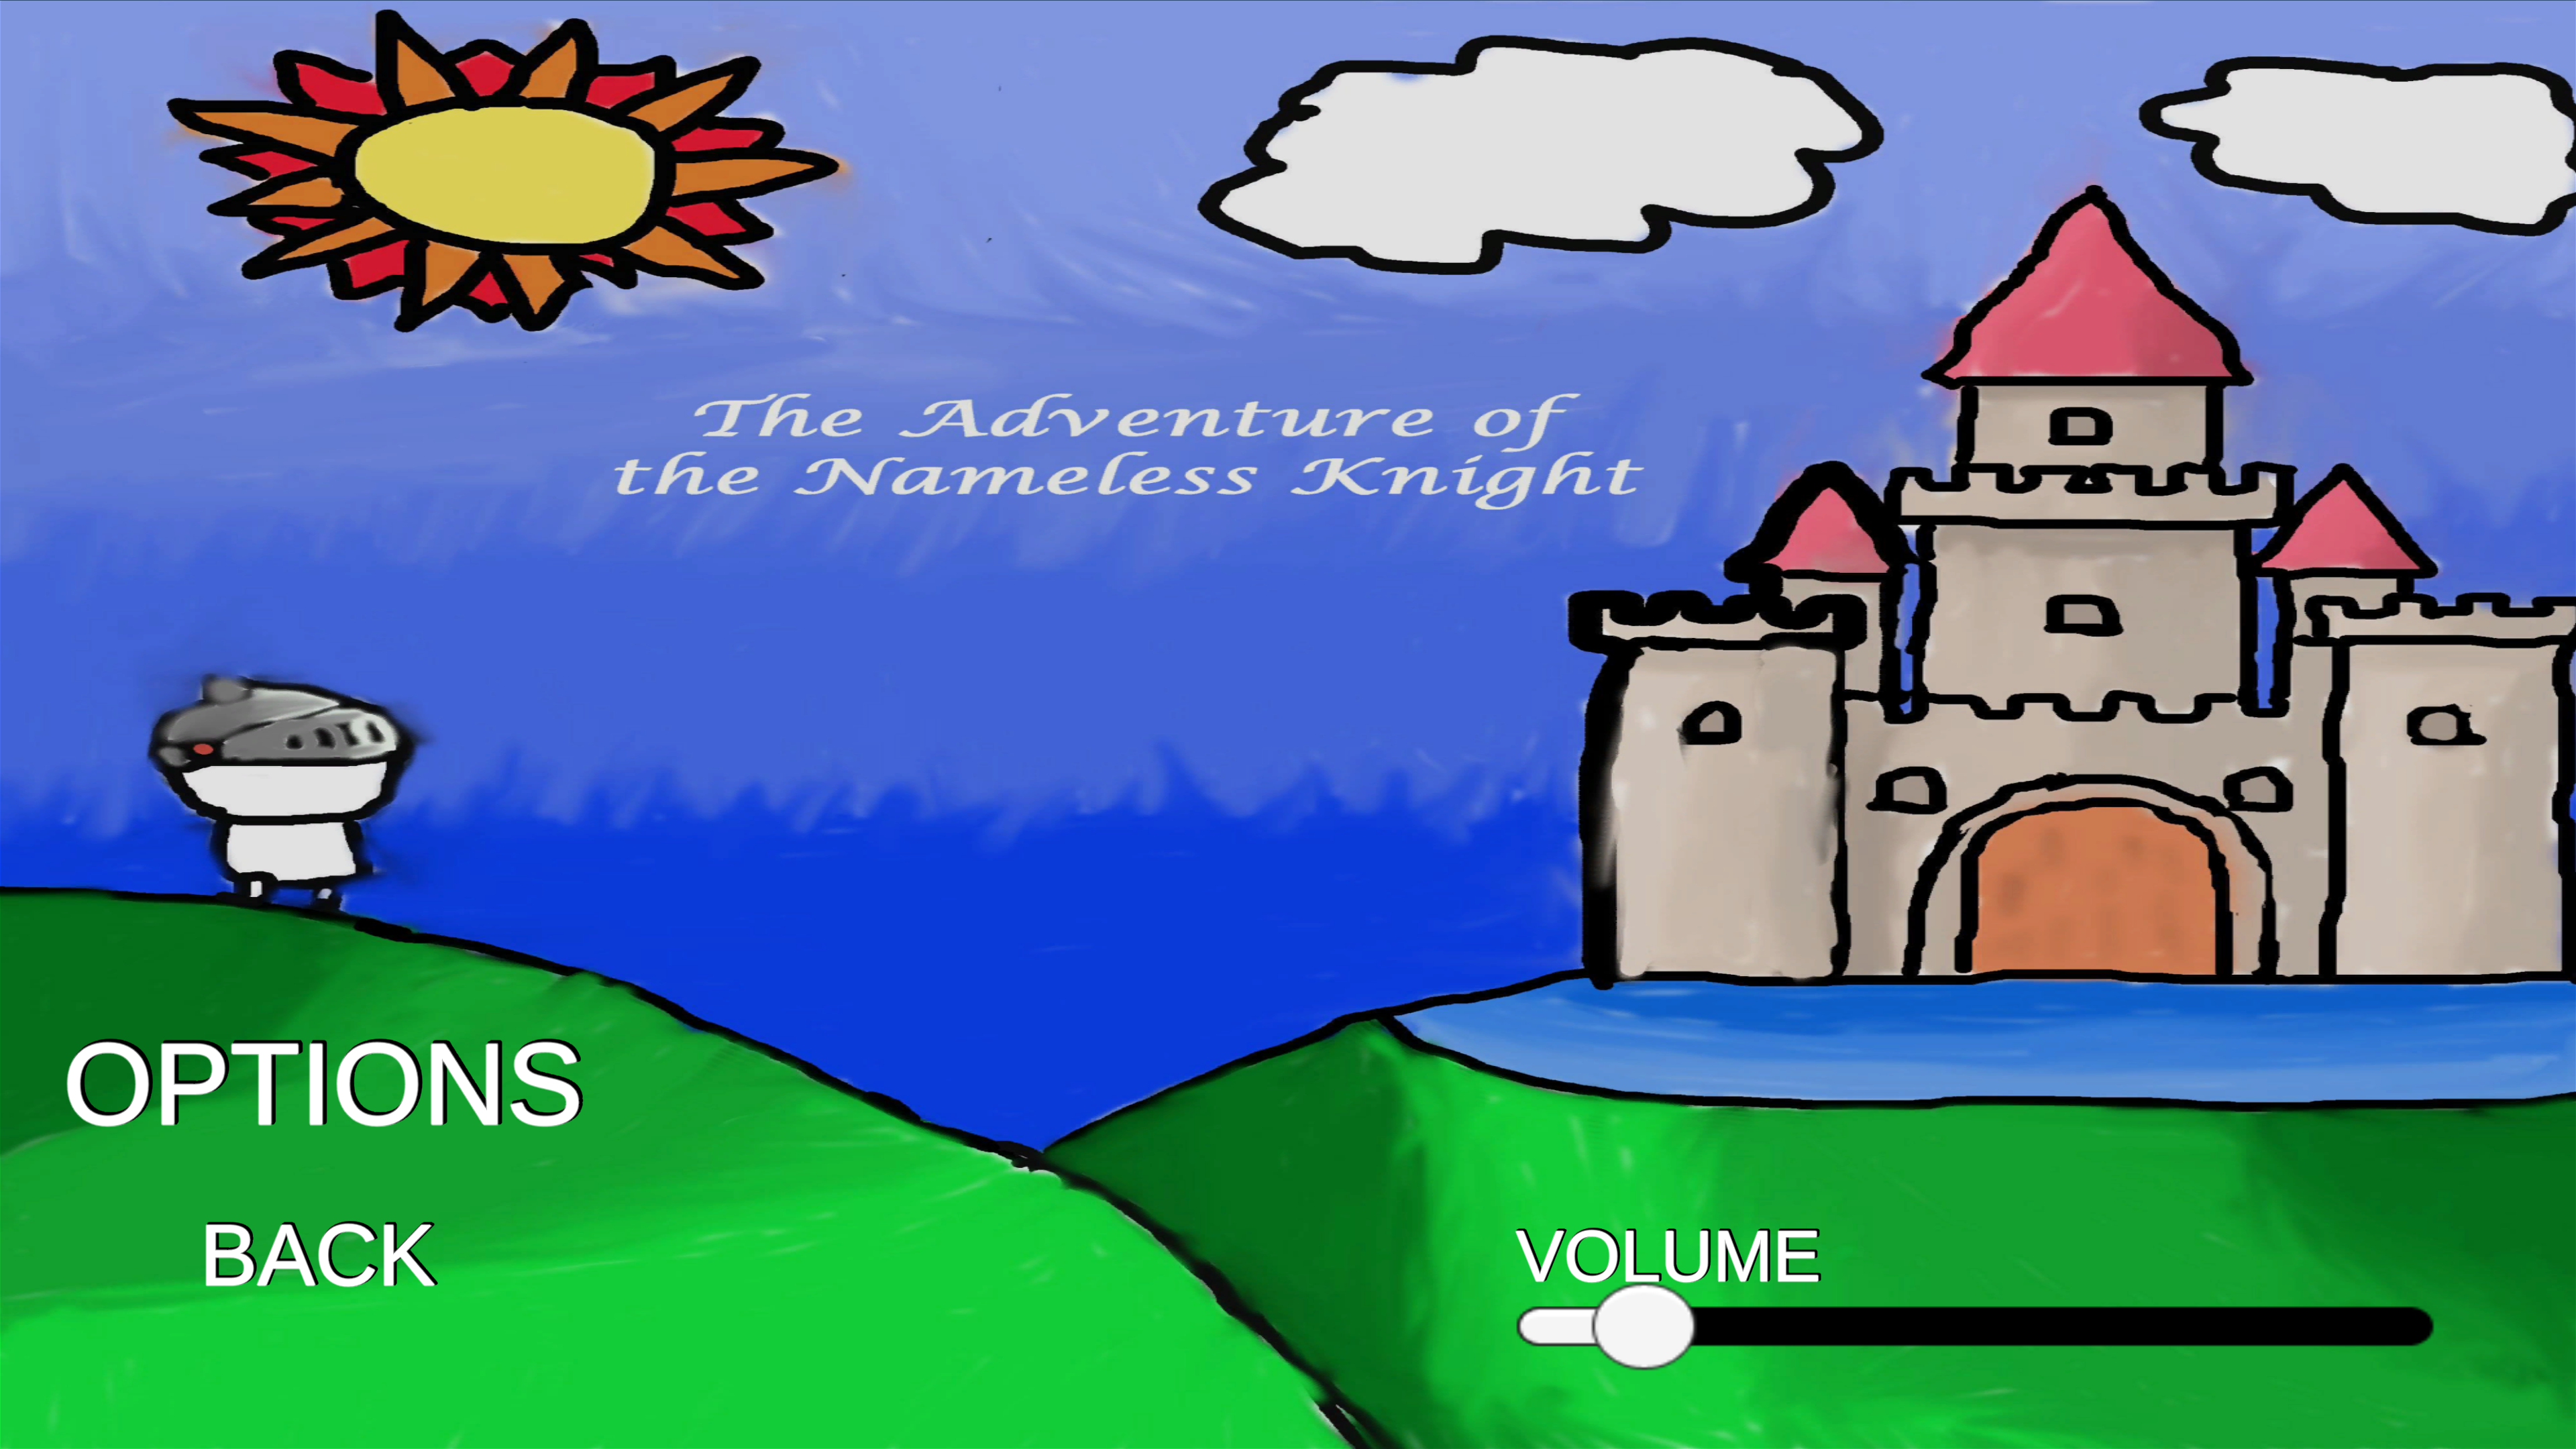 The Adventure of
the Nameless Knight
OPTIONS
BACK
VOLUME